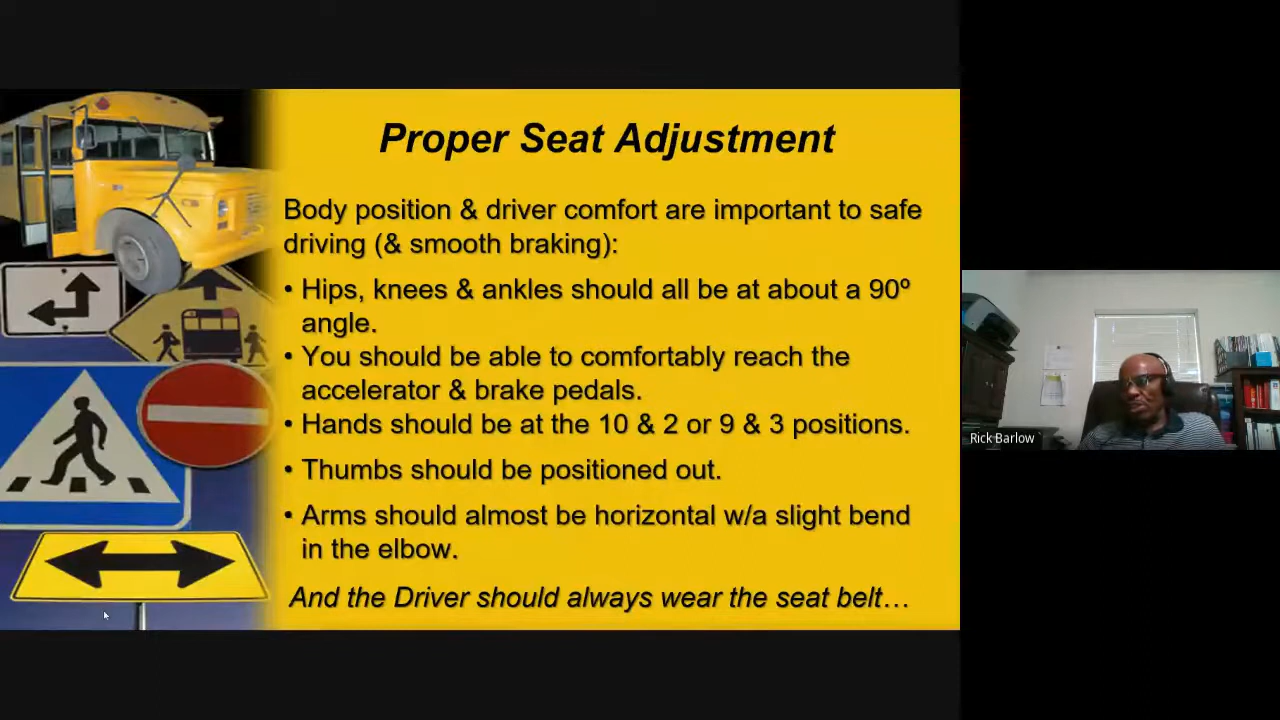 Proper Seat Adjustment
Body position & driver comfort are important to safe
driving (& smooth braking):
• Hips, knees & ankles should all be at about a 90º
angle.
• You should be able to comfortably reach the
accelerator & brake pedals.
• Hands should be at the 10 & 2 or 9 & 3 positions.
• Thumbs should be positioned out.
• Arms should almost be horizontal w/a slight bend
in the elbow.
And the Driver should always wear the seat belt…
Rick Barlow